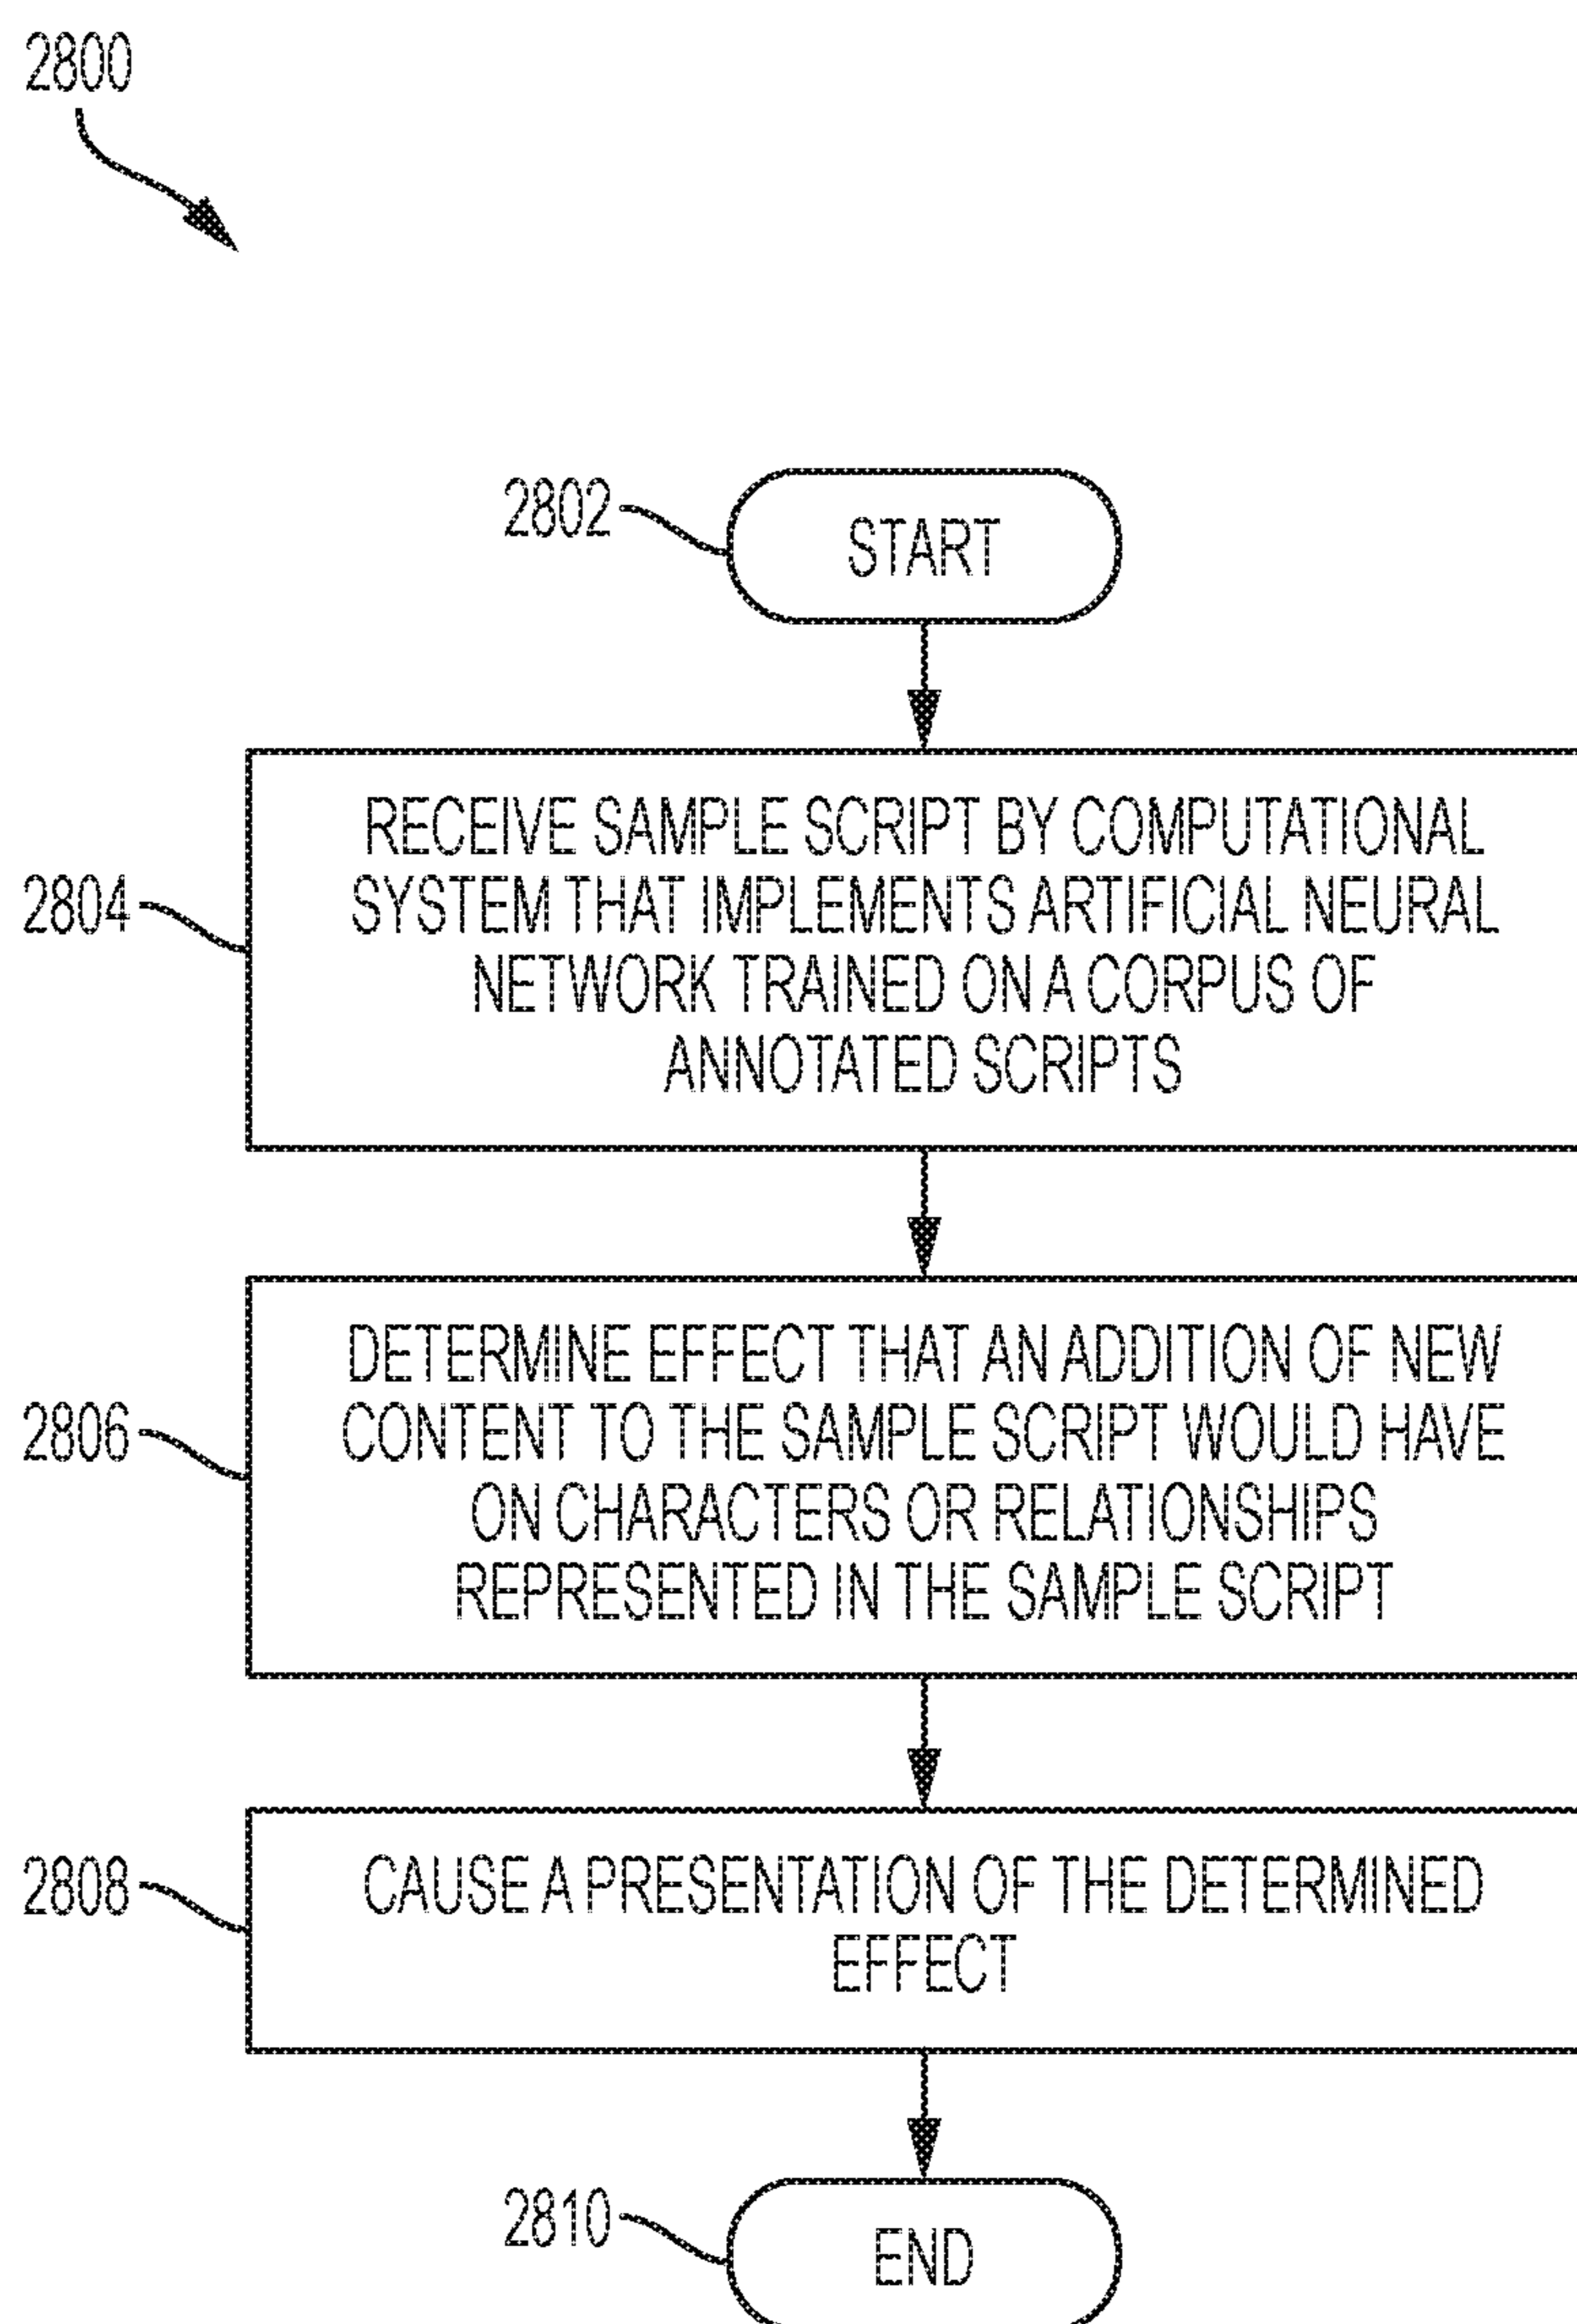 2800
2802
START
2804
RECEIVE SAMPLE SCRIPT BY COMPUTATIONAL
SYSTEM THAT IMPLEMENTS ARTIFICIAL NEURAL
NETWORK TRAINED ON A CORPUS OF
ANNOTATED SCRIPTS
2806
DETERMINE EFFECT THAT AN ADDITION OF NEW
CONTENT TO THE SAMPLE SCRIPT WOULD HAVE
ON CHARACTERS OR RELATIONSHIPS
REPRESENTED IN THE SAMPLE SCRIPT
2808
CAUSE A PRESENTATION OF THE DETERMINED
EFFECT
2810
END